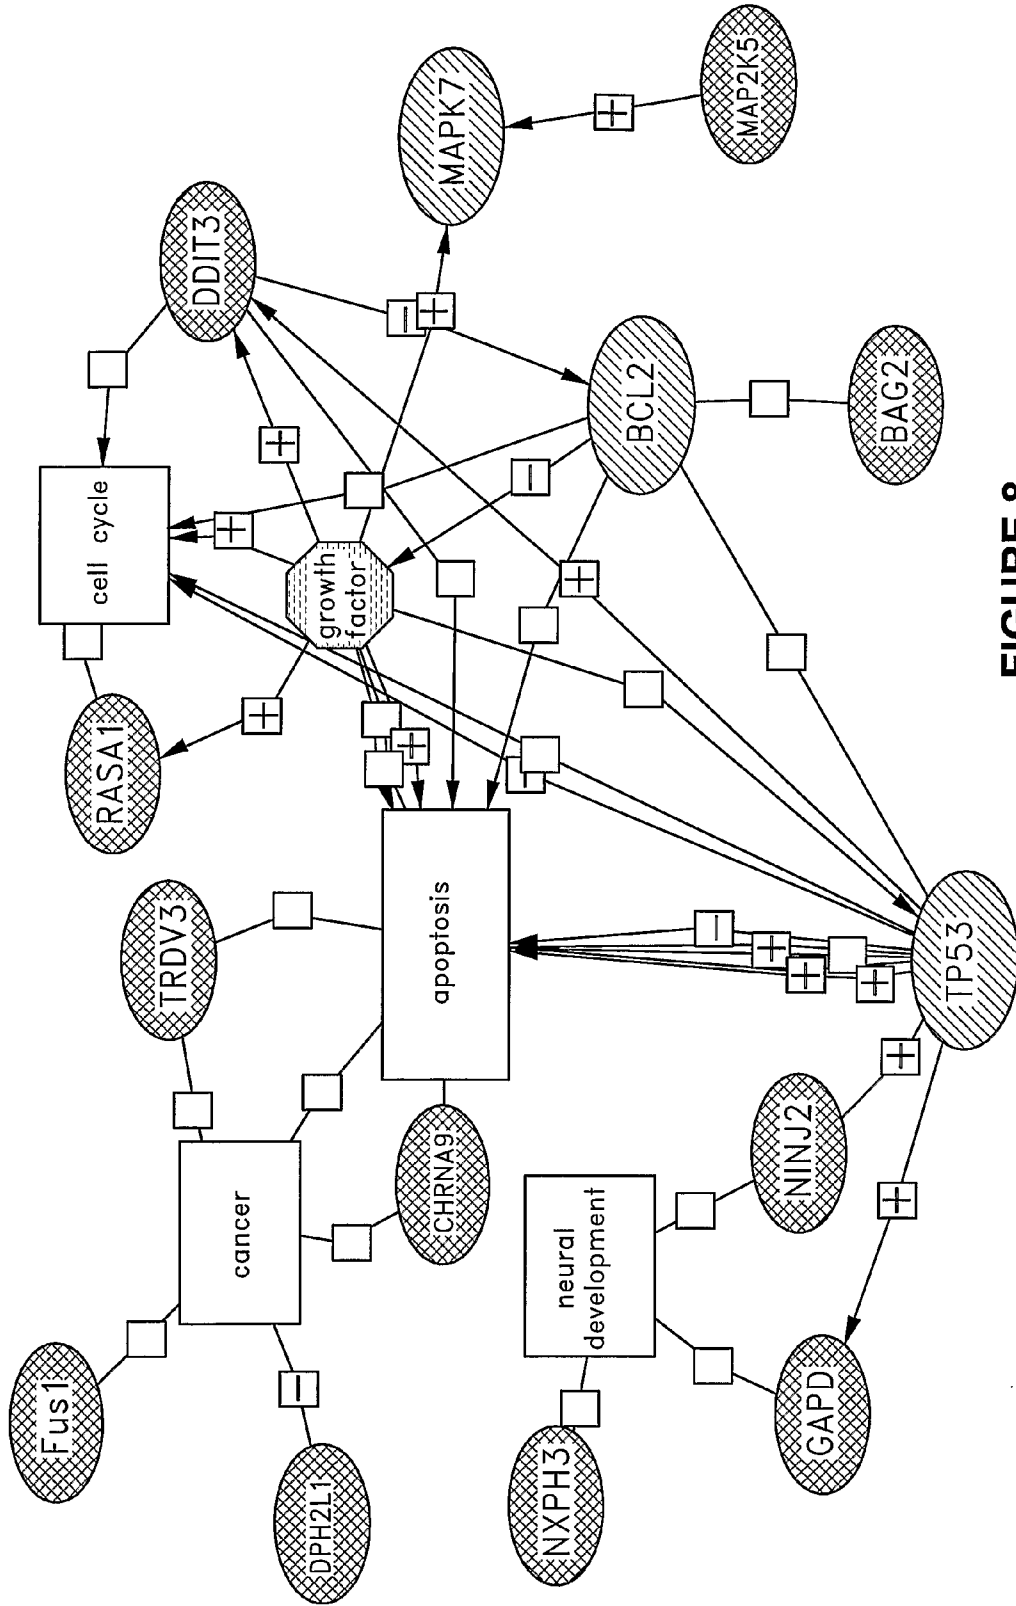 Fus1
RASA1
cell cycle
TRDV3
DDIT3
cancer
DPH2L1
growth
factor
CHRNA9
apoptosis
MAPK7
NXPH3
neural
development
BCL2
MAP2K5
GAPD
NINJ2
BAG2
TP53
FIGURE 8